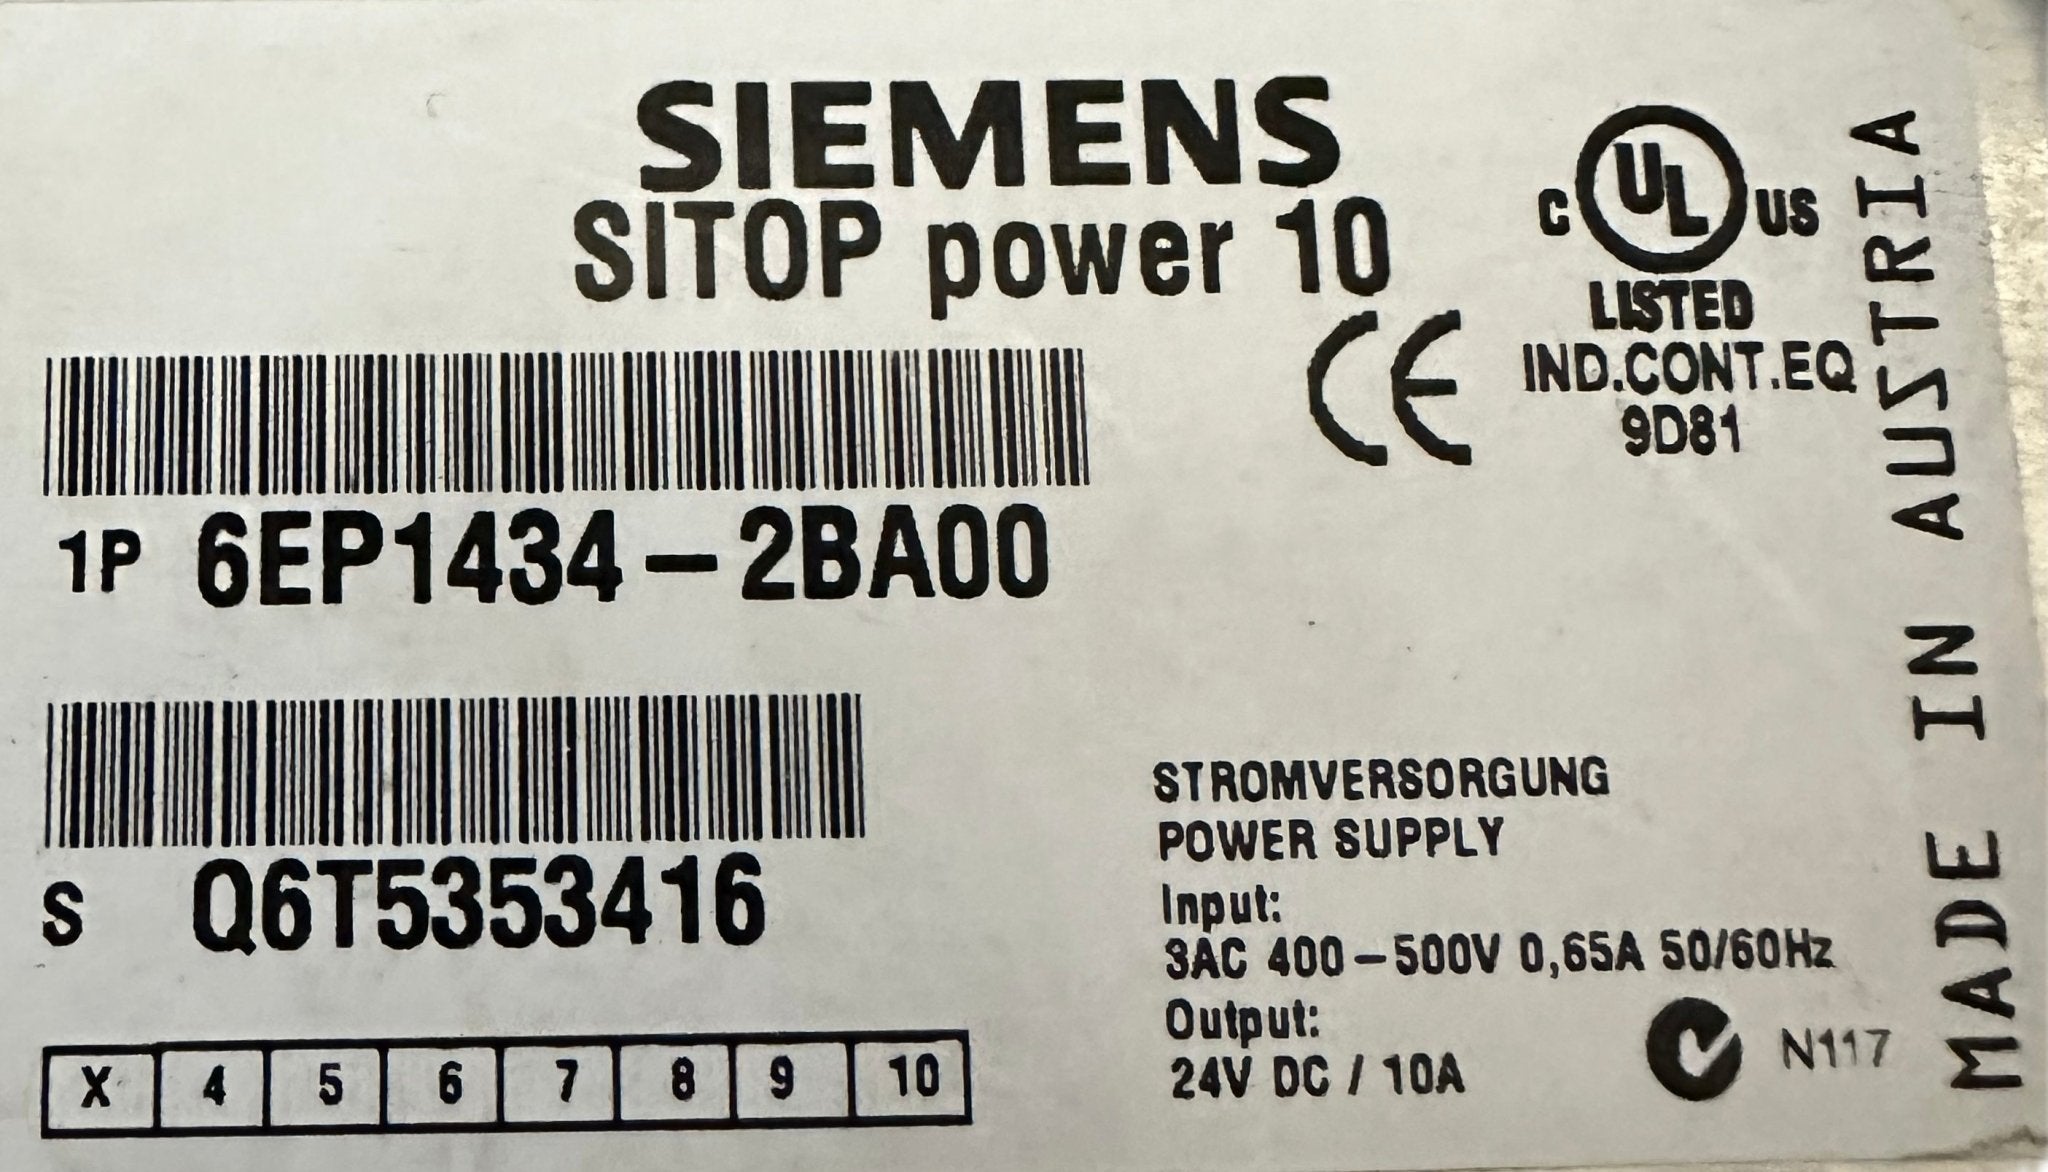 SIEMENS
SITOP power 10
C UL US
LISTED
IND.CONT.EQ
9D81
CE
1P 6EP1434-2BA00
S Q6T5353416
X 4 5 6 7 8 9 10
STROMVERSORGUNG
POWER SUPPLY
Input:
3AC 400-500V 0,65A 50/60Hz
Output:
24V DC / 10A
N117
MADE IN AUSTRIA